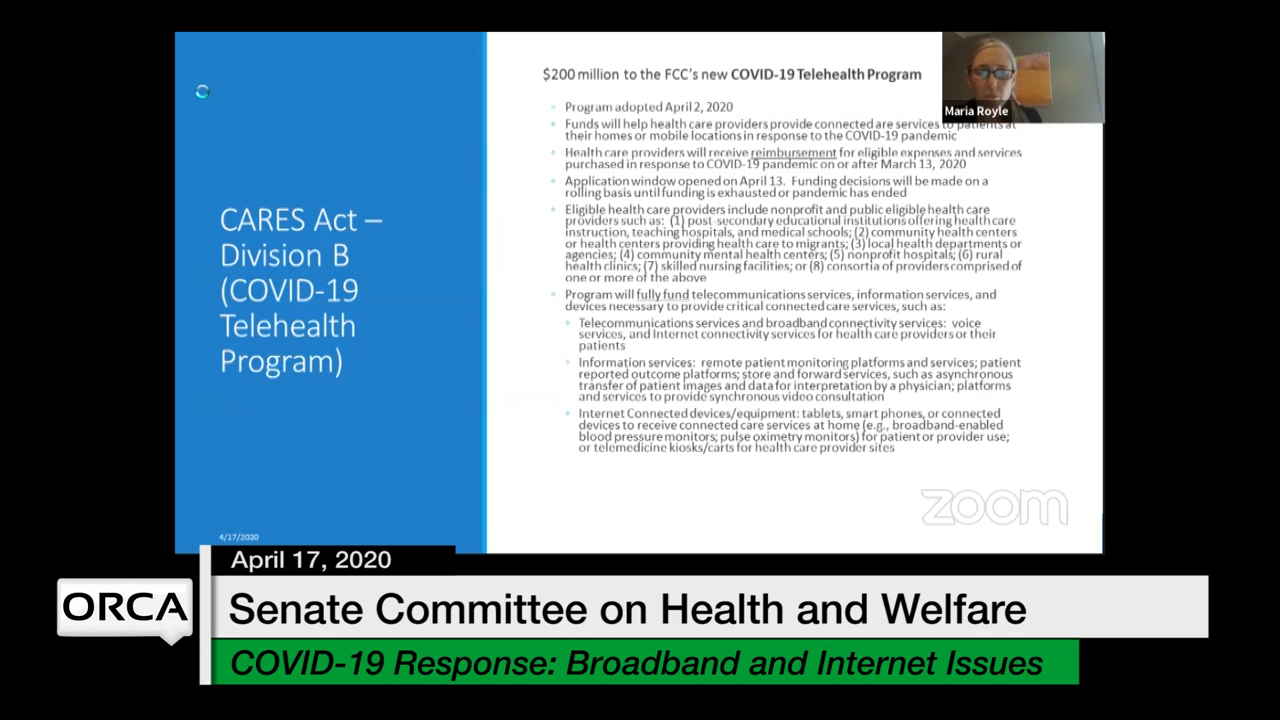 CARES Act –
Division B
(COVID-19
Telehealth
Program)
4/17/2020
$200 million to the FCC's new COVID-19 Telehealth Program
Program adopted April 2, 2020
Funds will help health care providers provide connected are services to patients at
their homes or mobile locations in response to the COVID-19 pandemic
Health care providers will receive reimbursement for eligible expenses and services
purchased in response to COVID-19 pandemic on or after March 13, 2020
Application window opened on April 13. Funding decisions will be made on a
rolling basis until funding is exhausted or pandemic has ended
Eligible health care providers include nonprofit and public eligible health care
providers such as: (1) post-secondary educational institutions offering health care
instruction, teaching hospitals, and medical schools; (2) community health centers
or health centers providing health care to migrants; (3) local health departments or
agencies; (4) community mental health centers; (5) nonprofit hospitals; (6) rural
health clinics; (7) skilled nursing facilities; or (8) consortia of providers comprised of
one or more of the above
Program will fully fund telecommunications services, information services, and
devices necessary to provide critical connected care services, such as:
Telecommunications services and broadband connectivity services: voice
services, and Internet connectivity services for health care providers or their
patients
Information services: remote patient monitoring platforms and services; patient
reported outcome platforms; store and forward services, such as asynchronous
transfer of patient images and data for interpretation by a physician; platforms
and services to provide synchronous video consultation
Internet Connected devices/equipment: tablets, smart phones, or connected
devices to receive connected care services at home (e.g., broadband-enabled
blood pressure monitors; pulse oximetry monitors) for patient or provider use;
or telemedicine kiosks/carts for health care provider sites
Maria Royle
zoom
April 17, 2020
ORCA
Senate Committee on Health and Welfare
COVID-19 Response: Broadband and Internet Issues